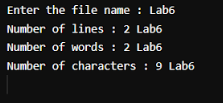 Enter the file name : Lab6
Number of lines : 2 Lab6
Number of words : 2 Lab6
Number of characters : 9 Lab6